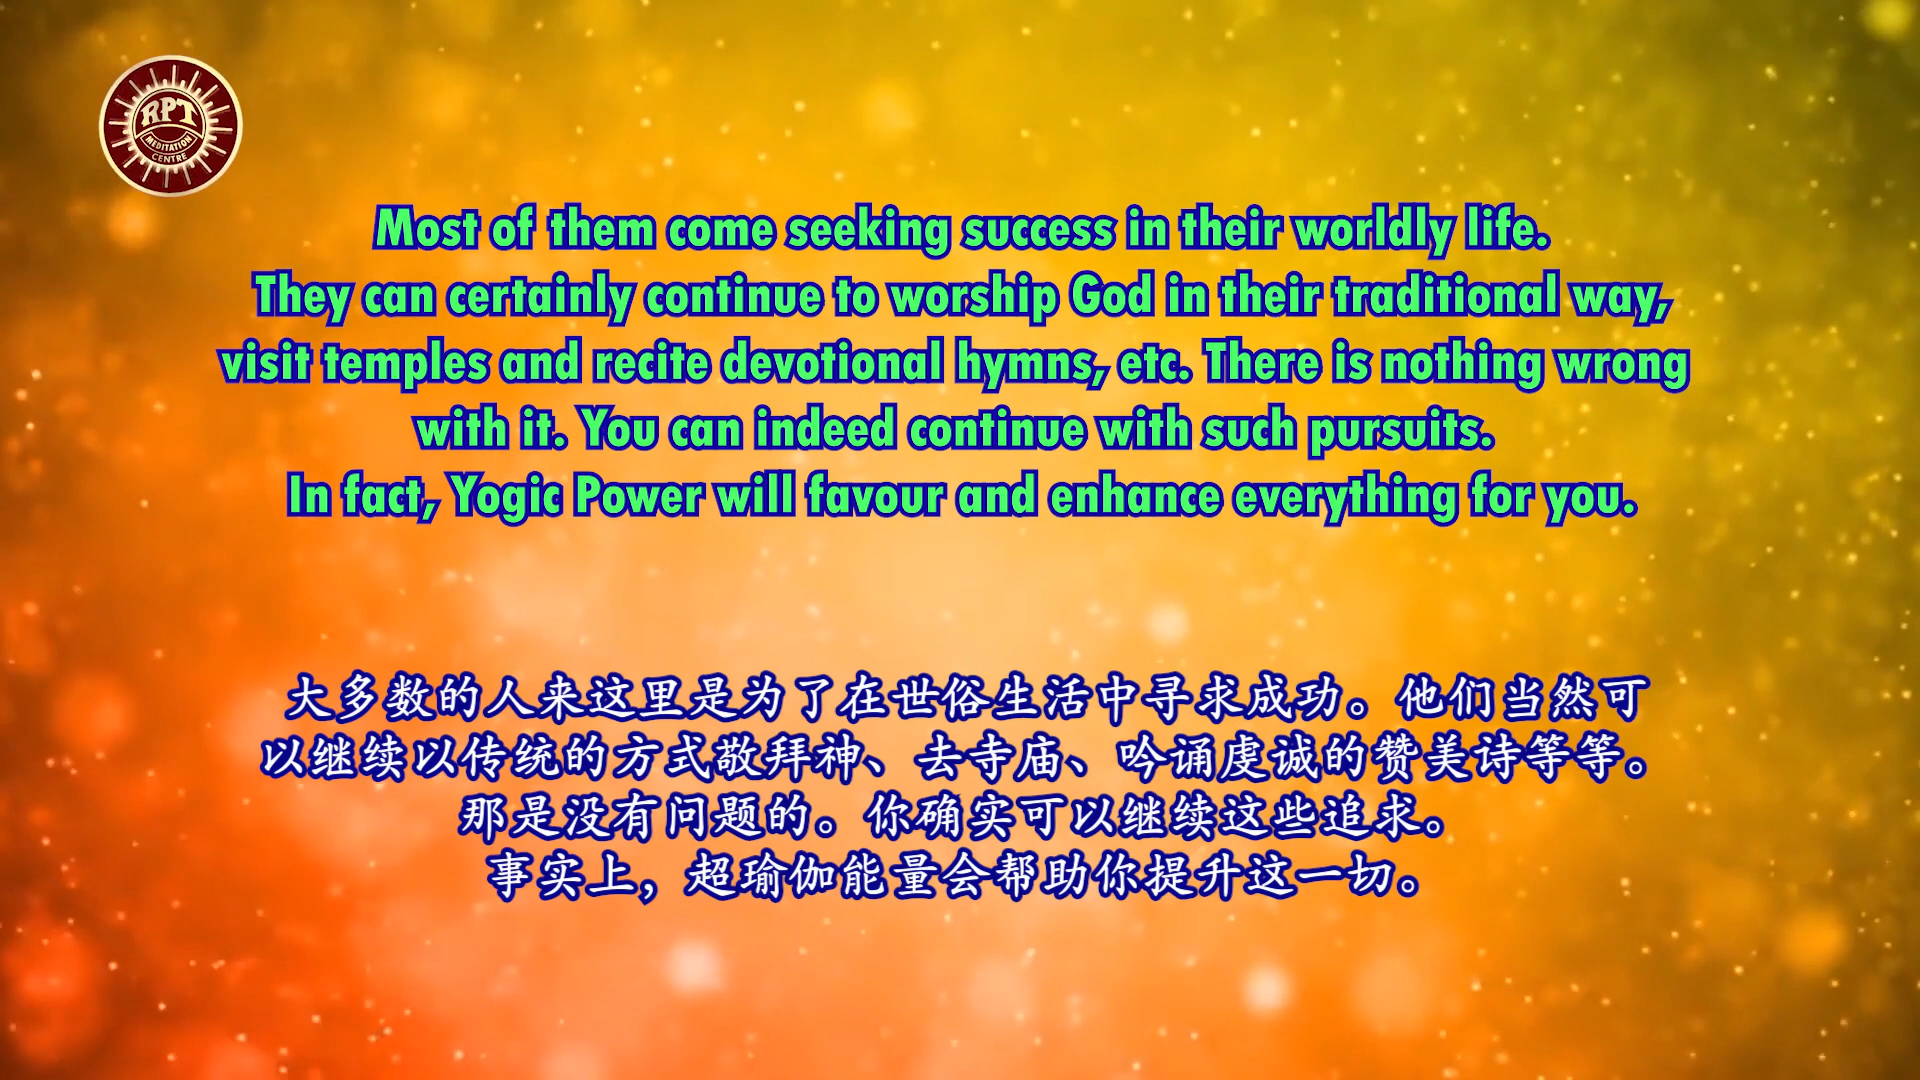 RPT
MEDITATION
CENTRE
Most of them come seeking success in their worldly life.
They can certainly continue to worship God in their traditional way,
visit temples and recite devotional hymns, etc. There is nothing wrong
with it. You can indeed continue with such pursuits.
In fact, Yogic Power will favour and enhance everything for you.
大多数的人来这里是为了在世俗生活中寻求成功。他们当然可
以继续以传统的方式敬拜神、去寺庙、吟诵虔诚的赞美诗等等。
那是没有问题的。你确实可以继续这些追求。
事实上，超瑜伽能量会帮助你提升这一切。